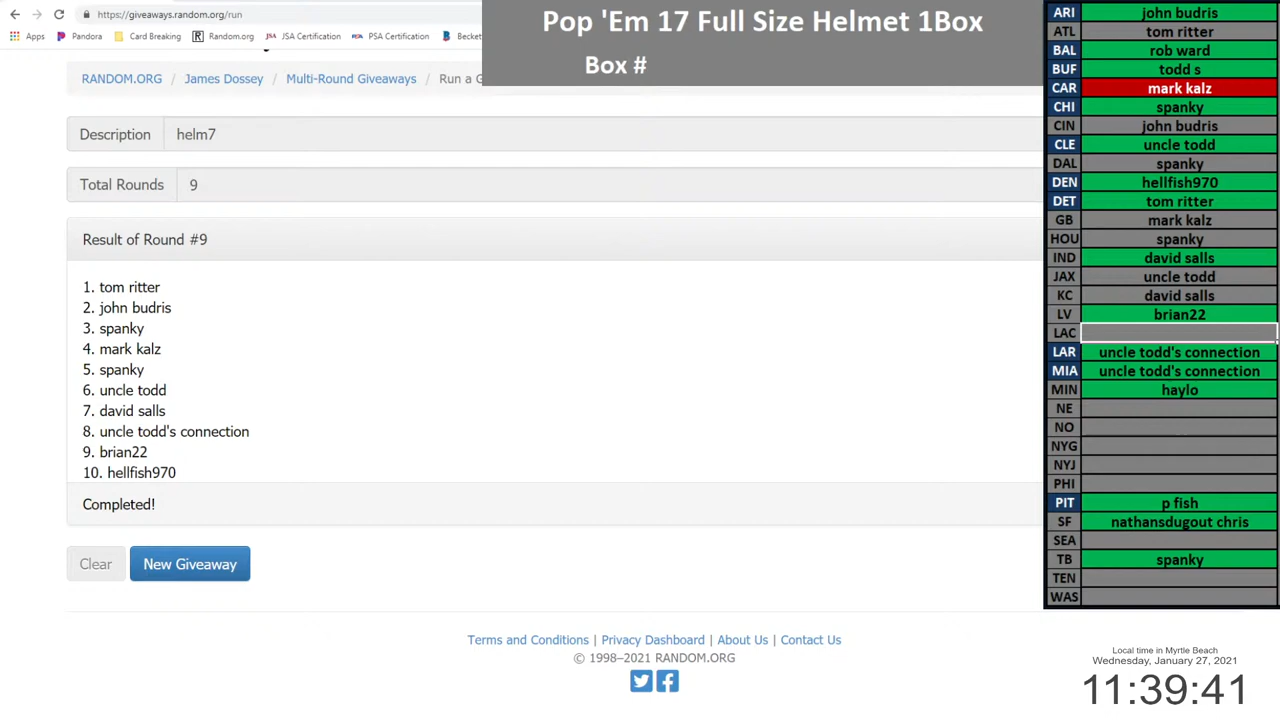 https://giveaways.random.org/run
Apps Pandora Card Breaking Random.org JSA Certification PSA Certification Becket
Pop 'Em 17 Full Size Helmet 1Box
Box #
RANDOM.ORG / James Dossey / Multi-Round Giveaways / Run a G
Description helm7
Total Rounds 9
Result of Round #9
1. tom ritter
2. john budris
3. spanky
4. mark kalz
5. spanky
6. uncle todd
7. david salls
8. uncle todd's connection
9. brian22
10. hellfish970
Completed!
Clear New Giveaway
Terms and Conditions | Privacy Dashboard | About Us | Contact Us
© 1998–2021 RANDOM.ORG
ARI john budris
ATL tom ritter
BAL rob ward
BUF todd s
CAR mark kalz
CHI spanky
CIN john budris
CLE uncle todd
DAL spanky
DEN hellfish970
DET tom ritter
GB mark kalz
HOU spanky
IND david salls
JAX uncle todd
KC david salls
LV brian22
LAC
LAR uncle todd's connection
MIA uncle todd's connection
MIN haylo
NE
NO
NYG
NYJ
PHI
PIT p fish
SF nathansdugout chris
SEA
TB spanky
TEN
WAS
Local time in Myrtle Beach
Wednesday, January 27, 2021
11:39:41